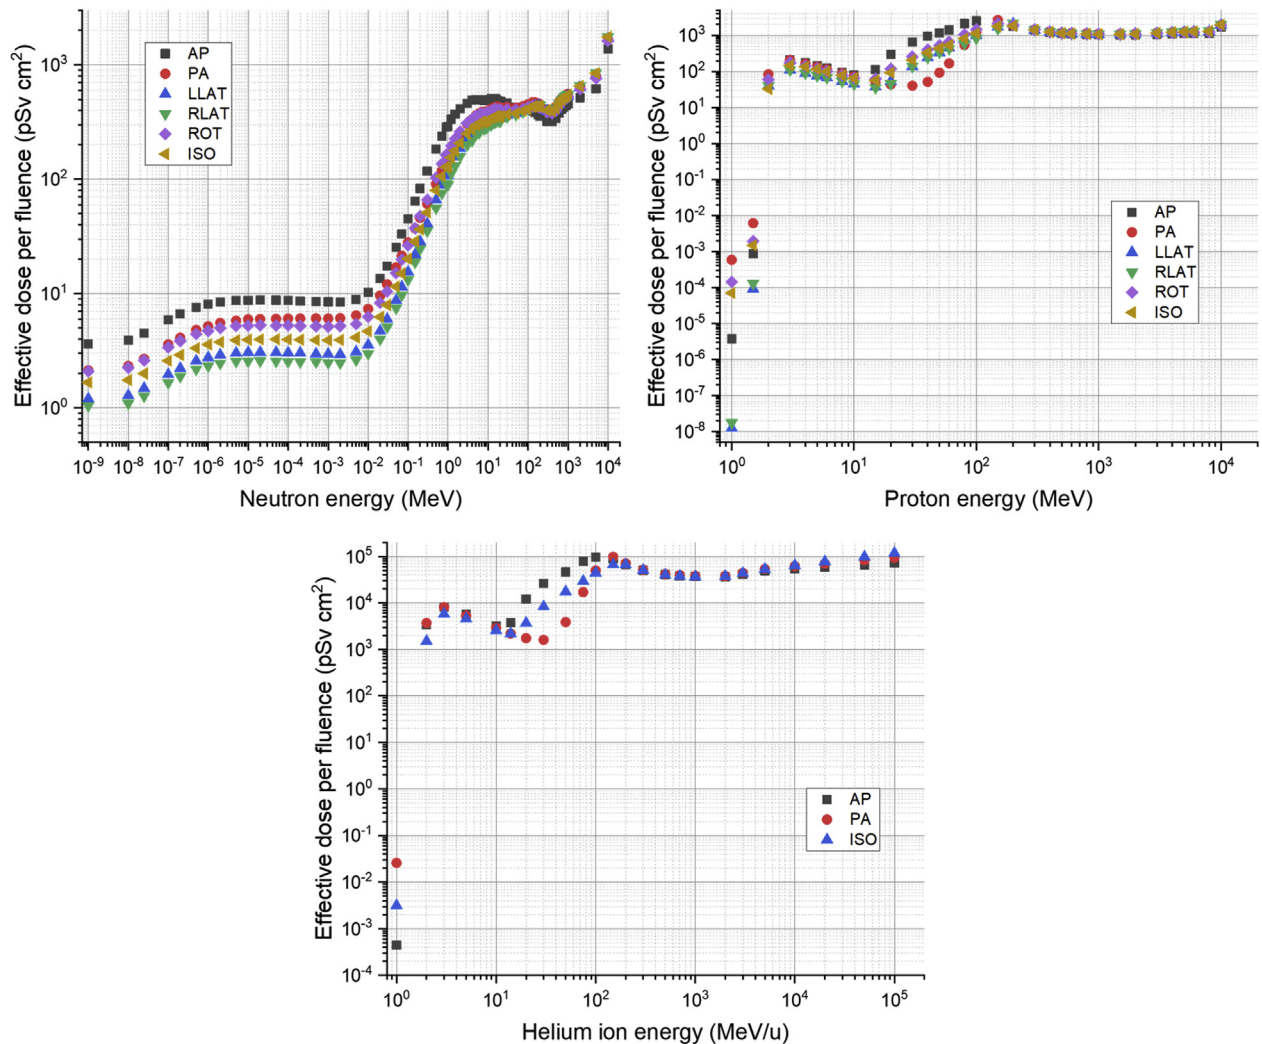 Effective dose per fluence (pSv cm²)
10³
10²
10¹
10⁰
AP
PA
LLAT
RLAT
ROT
ISO
10⁻⁹ 10⁻⁸ 10⁻⁷ 10⁻⁶ 10⁻⁵ 10⁻⁴ 10⁻³ 10⁻² 10⁻¹ 10⁰ 10¹ 10² 10³ 10⁴
Neutron energy (MeV)
Effective dose per fluence (pSv cm²)
10³
10²
10¹
10⁰
10⁻¹
10⁻²
10⁻³
10⁻⁴
10⁻⁵
10⁻⁶
10⁻⁷
10⁻⁸
AP
PA
LLAT
RLAT
ROT
ISO
10⁰ 10¹ 10² 10³ 10⁴
Proton energy (MeV)
Effective dose per fluence (pSv cm²)
10⁵
10⁴
10³
10²
10¹
10⁰
10⁻¹
10⁻²
10⁻³
10⁻⁴
AP
PA
ISO
10⁰ 10¹ 10² 10³ 10⁴ 10⁵
Helium ion energy (MeV/u)